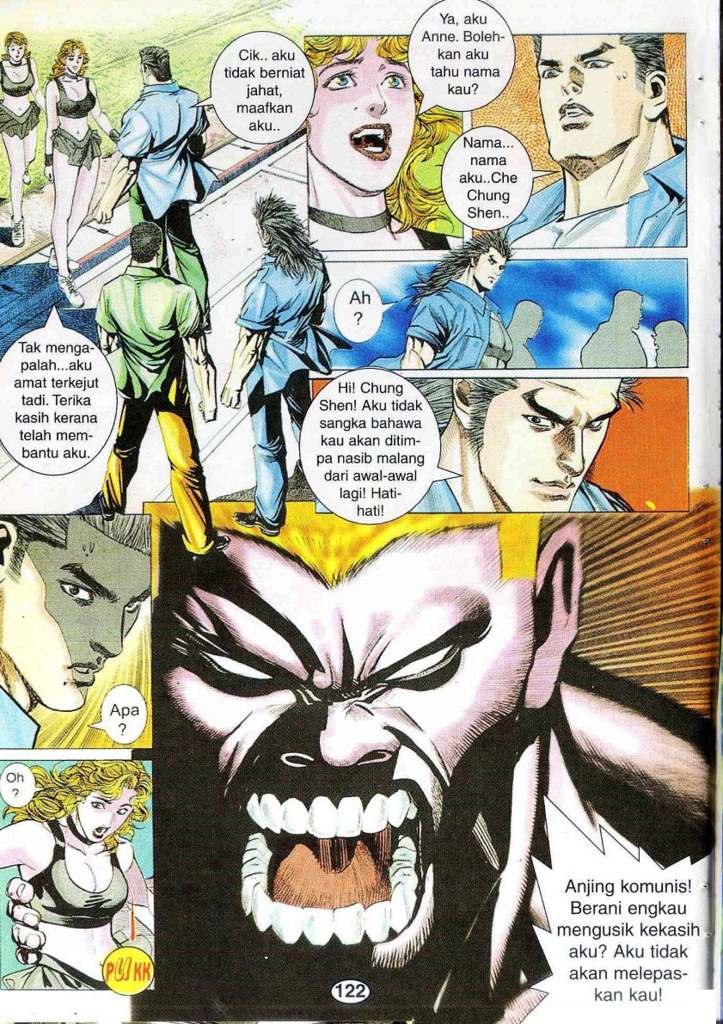 Cik.. aku
tidak berniat
jahat,
maafkan
aku..
Ya, aku
Anne. Boleh-
kan aku
tahu nama
kau?
Nama...
nama
aku..Che
Chung
Shen..
Tak menga-
palah...aku
amat terkejut
tadi. Terika
kasih kerana
telah mem-
bantu aku.
Ah
?
Hi! Chung
Shen! Aku tidak
sangka bahawa
kau akan ditim-
pa nasib malang
dari awal-awal
lagi! Hati-
hati!
Apa
?
Oh
?
PUKK
Anjing komunis!
Berani engkau
mengusik kekasih
aku? Aku tidak
akan melepas-
kan kau!
122